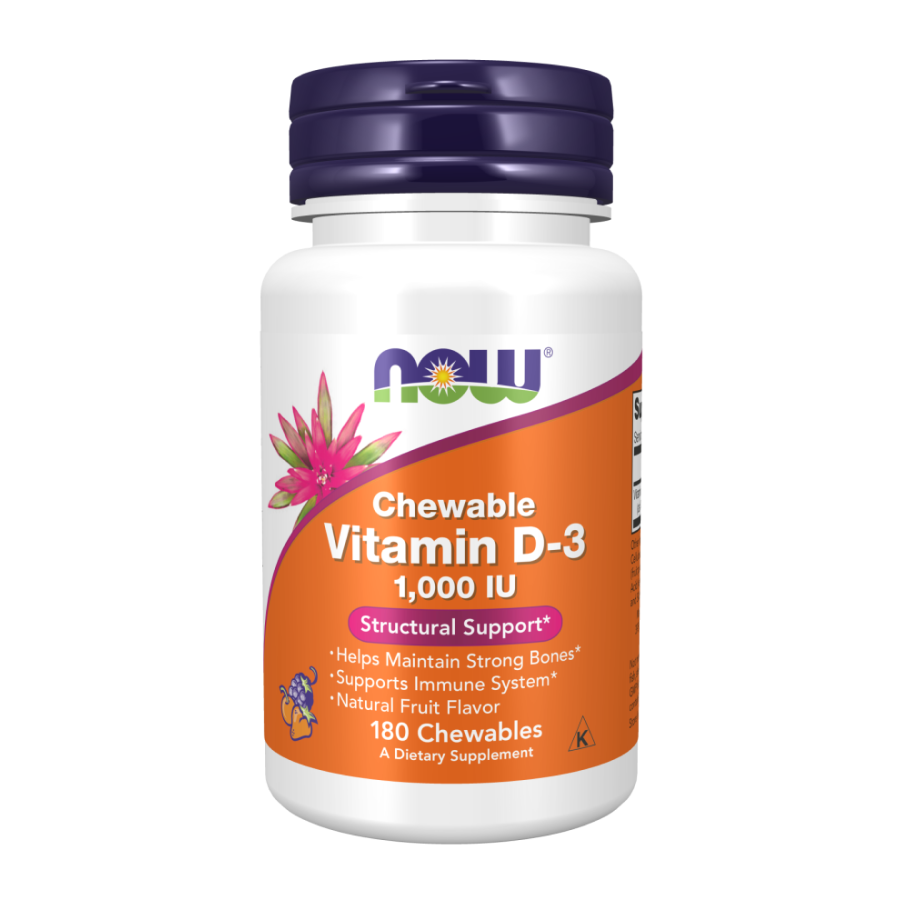 NOW®
Chewable
Vitamin D-3
1,000 IU
Structural Support*
• Helps Maintain Strong Bones*
• Supports Immune System*
• Natural Fruit Flavor
180 Chewables
A Dietary Supplement
K